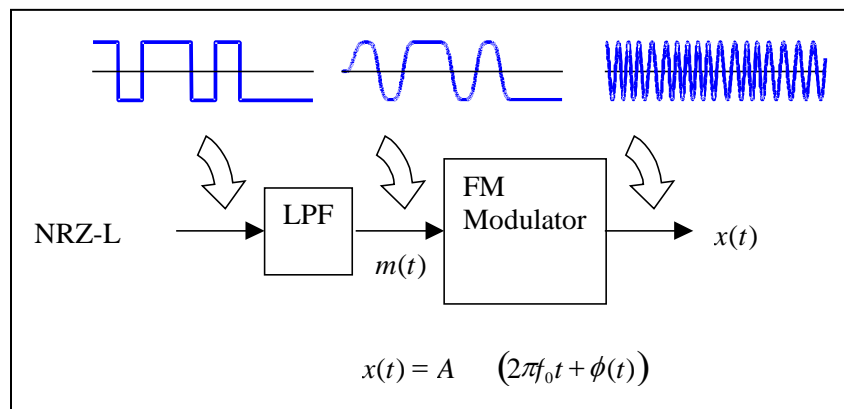 NRZ-L
LPF
m(t)
FM
Modulator
x(t)
x(t) = A (2πf₀t + ϕ(t))